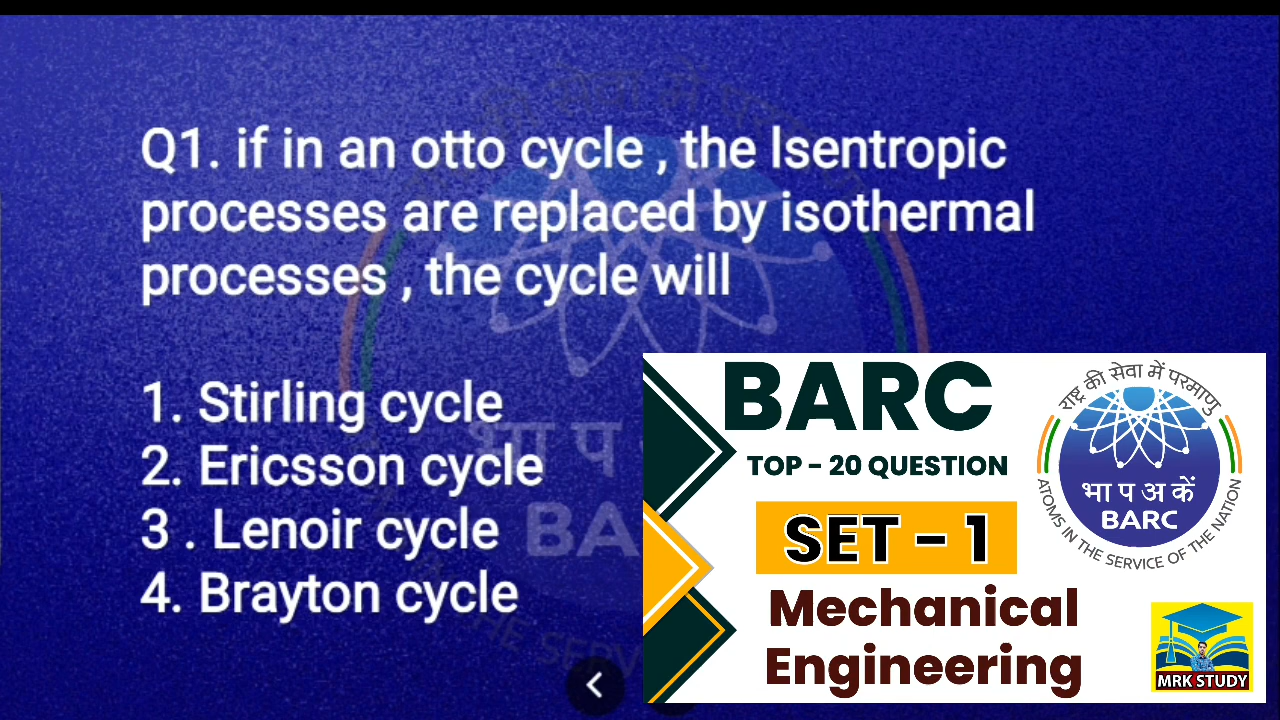 Q1. if in an otto cycle , the Isentropic
processes are replaced by isothermal
processes , the cycle will
1. Stirling cycle
2. Ericsson cycle
3 . Lenoir cycle
4. Brayton cycle
BARC
TOP - 20 QUESTION
SET - 1
Mechanical
Engineering
राष्ट्र की सेवा में परमाणु
भा प अ कें
BARC
ATOMS IN THE SERVICE OF THE NATION
MRK STUDY
भा प
BA